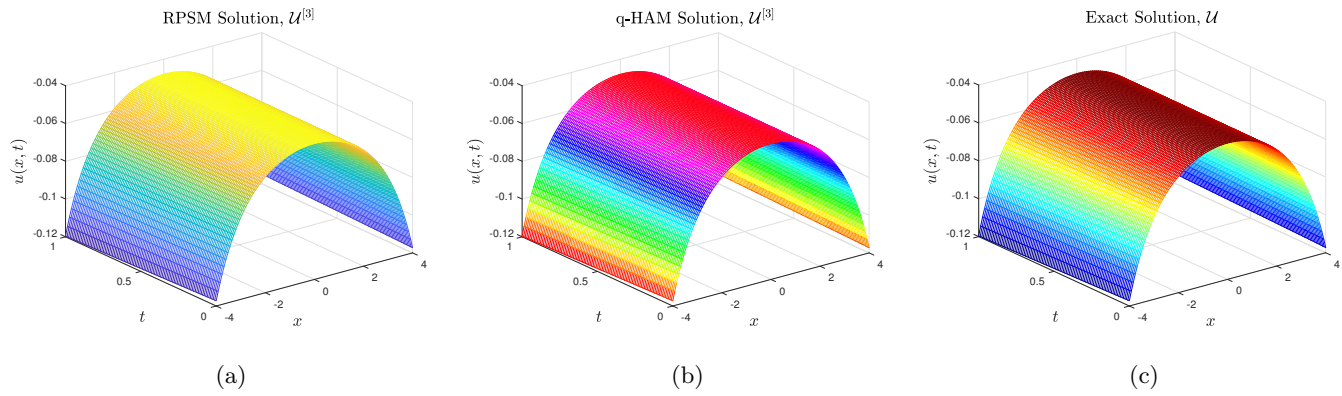 RPSM Solution, 𝒰^[3]
-0.04
-0.06
-0.08
-0.1
-0.12
u(x, t)
1
0.5
0
t
-4
-2
0
2
4
x
(a)
q-HAM Solution, 𝒰^[3]
-0.04
-0.06
-0.08
-0.1
-0.12
u(x, t)
1
0.5
0
t
-4
-2
0
2
4
x
(b)
Exact Solution, 𝒰
-0.04
-0.06
-0.08
-0.1
-0.12
u(x, t)
1
0.5
0
t
-4
-2
0
2
4
x
(c)